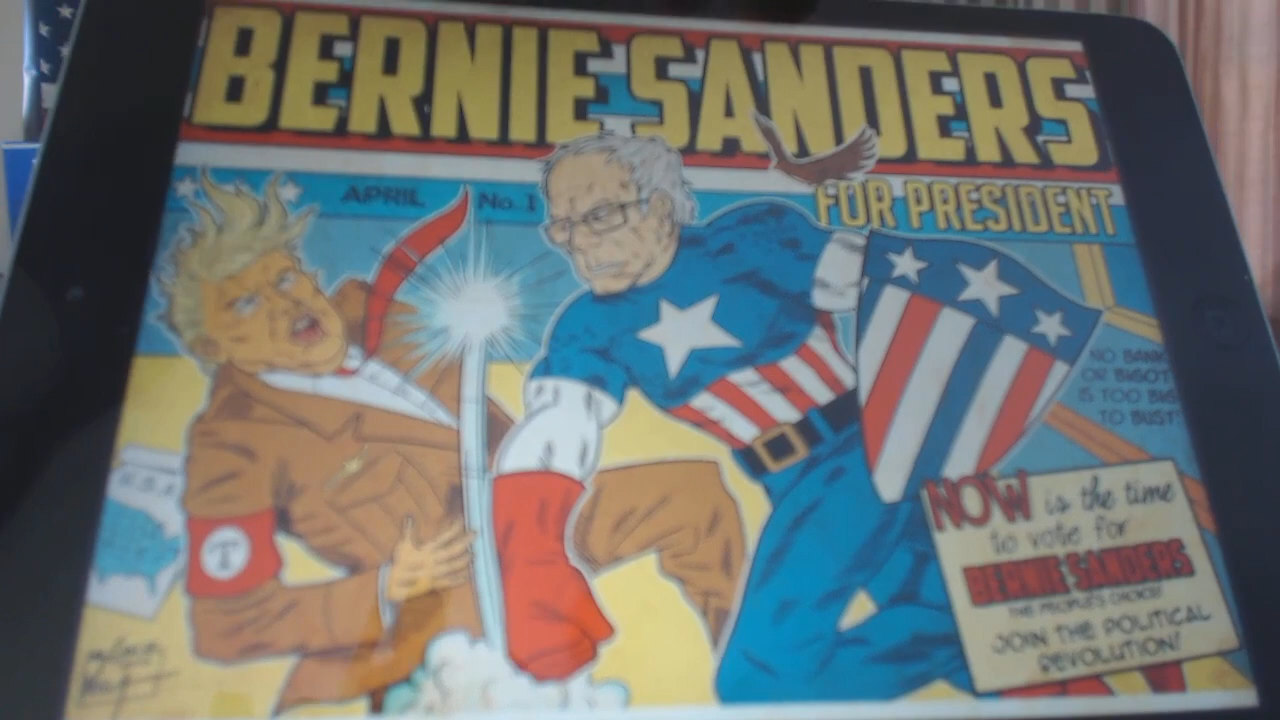 BERNIE SANDERS
FOR PRESIDENT
APRIL No. 1
NO BANK
OR BIGOT
IS TOO BIG
TO BUST!
U.S.A
T
NOW is the time
to vote for
BERNIE SANDERS
THE PEOPLE'S CHOICE!
JOIN THE POLITICAL
REVOLUTION!